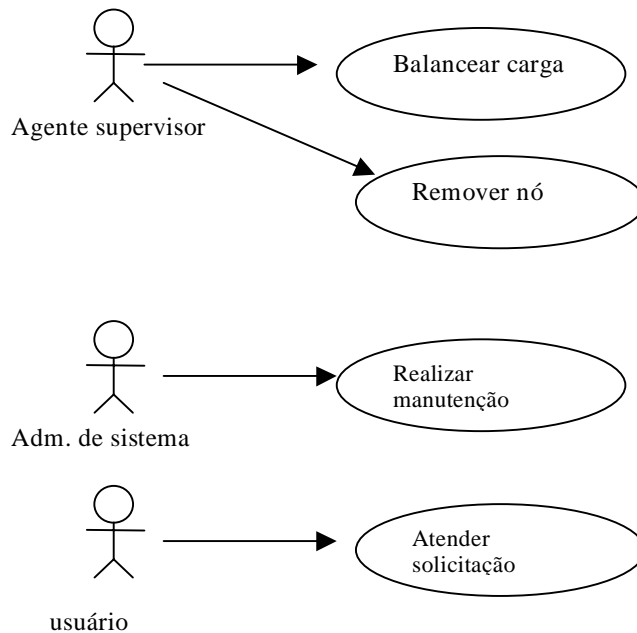 Balancear carga
Agente supervisor
Remover nó
Realizar
manutenção
Adm. de sistema
Atender
solicitação
usuário